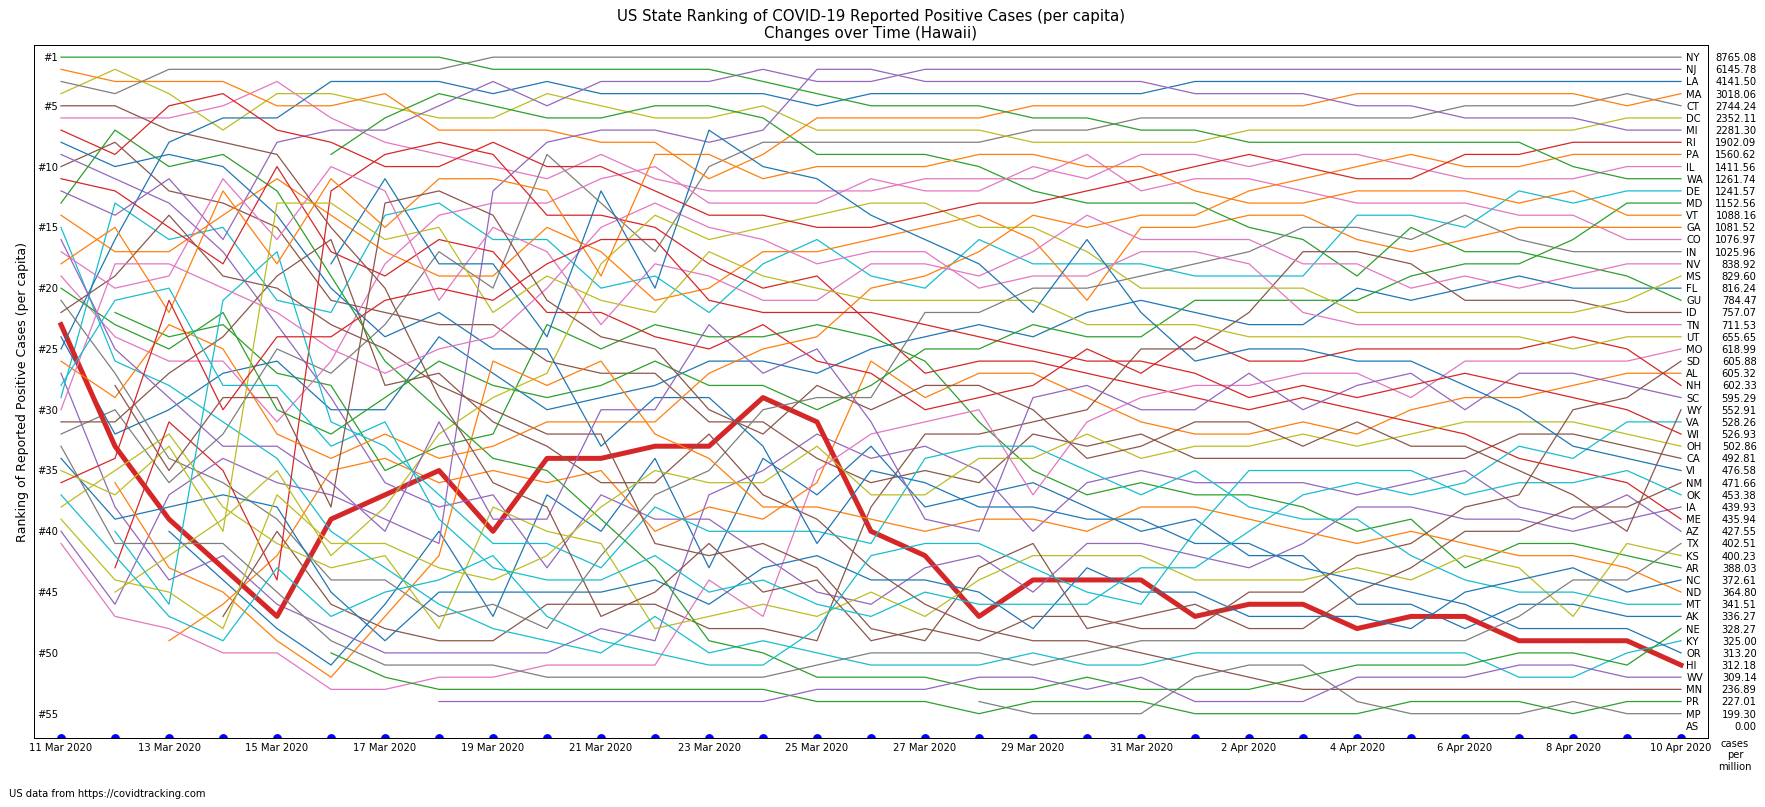 US State Ranking of COVID-19 Reported Positive Cases (per capita)
Changes over Time (Hawaii)
Ranking of Reported Positive Cases (per capita)
#1
#5
#10
#15
#20
#25
#30
#35
#40
#45
#50
#55
NY 8765.08
NJ 6145.78
LA 4141.50
MA 3018.06
CT 2744.24
DC 2352.11
MI 2281.30
RI 1902.09
PA 1560.62
IL 1411.56
WA 1261.74
DE 1241.57
MD 1152.56
VT 1088.16
GA 1081.52
CO 1076.97
IN 1025.96
NV 838.92
MS 829.60
FL 816.24
GU 784.47
ID 757.07
TN 711.53
UT 655.65
MO 618.99
SD 605.88
AL 605.32
NH 602.33
SC 595.29
WY 552.91
VA 528.26
WI 526.93
OH 502.86
CA 492.81
VI 476.58
NM 471.66
OK 453.38
IA 439.93
ME 435.94
AZ 427.55
TX 402.51
KS 400.23
AR 388.03
NC 372.61
ND 364.80
MT 341.51
AK 336.27
NE 328.27
KY 325.00
OR 313.20
HI 312.18
WV 309.14
MN 236.89
PR 227.01
MP 199.30
AS 0.00
11 Mar 2020 13 Mar 2020 15 Mar 2020 17 Mar 2020 19 Mar 2020 21 Mar 2020 23 Mar 2020 25 Mar 2020 27 Mar 2020 29 Mar 2020 31 Mar 2020 2 Apr 2020 4 Apr 2020 6 Apr 2020 8 Apr 2020 10 Apr 2020
cases
per
million
US data from https://covidtracking.com